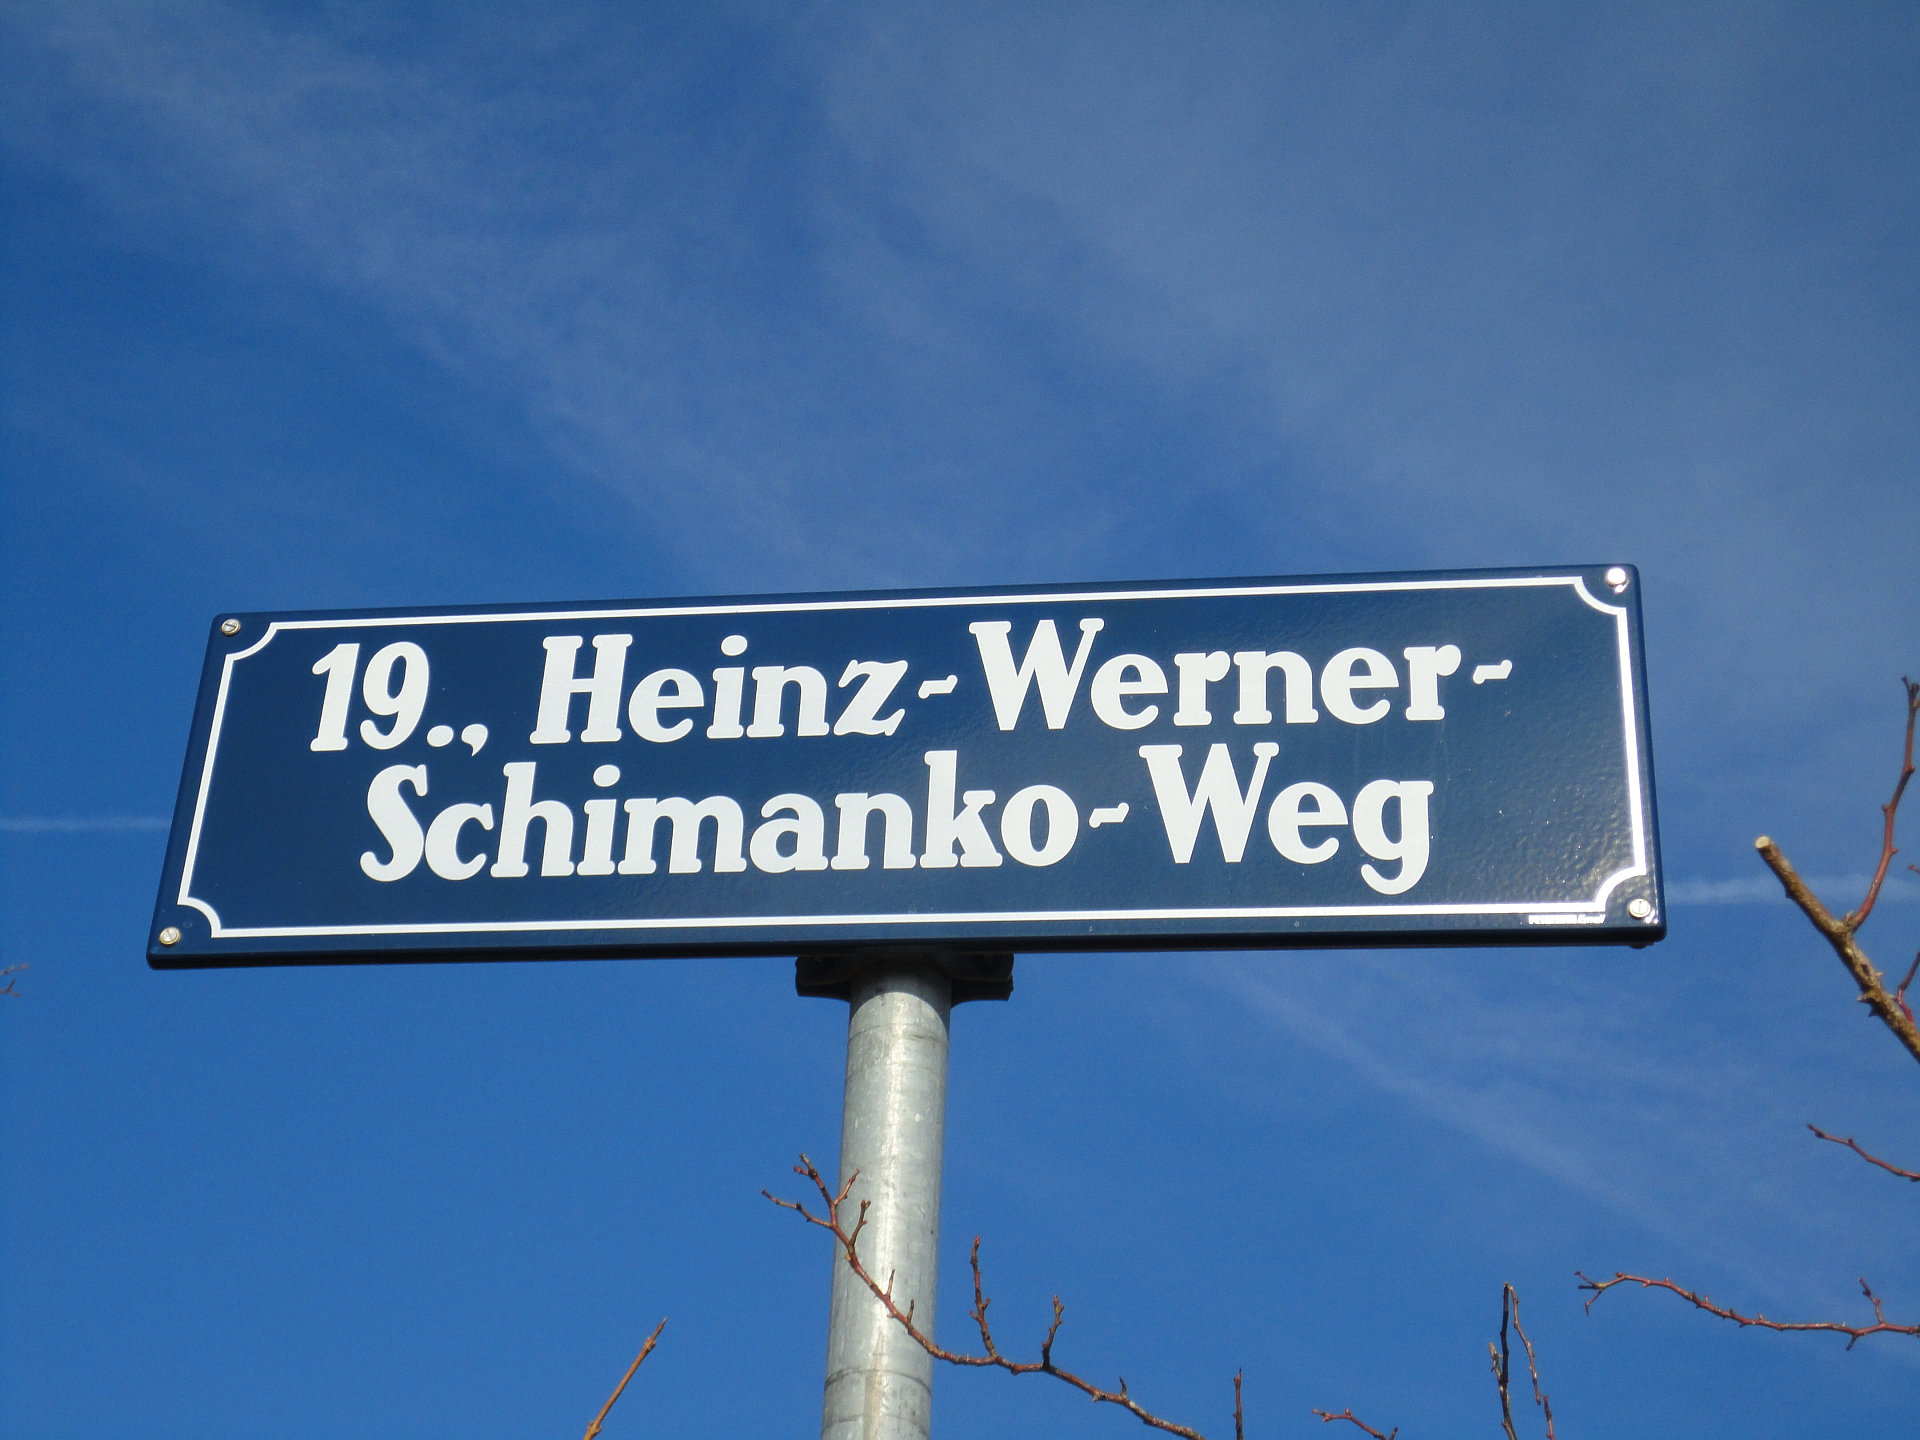 19., Heinz-Werner-
Schimanko-Weg